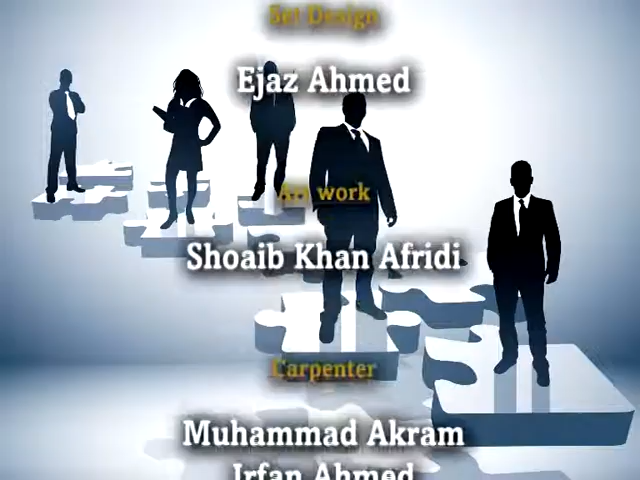 Set Design
Ejaz Ahmed
Art work
Shoaib Khan Afridi
Carpenter
Muhammad Akram
Irfan Ahmed